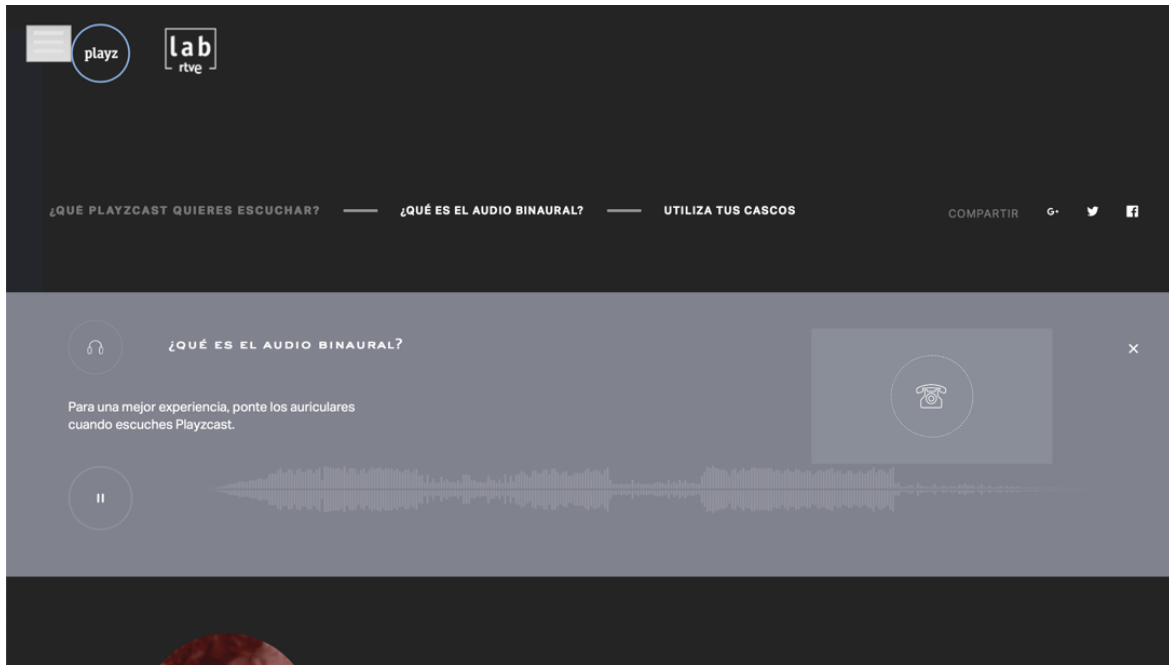 playz
lab
rtve
¿QUÉ PLAYZCAST QUIERES ESCUCHAR? ¿QUÉ ES EL AUDIO BINAURAL? UTILIZA TUS CASCOS COMPARTIR G+
¿QUÉ ES EL AUDIO BINAURAL?
Para una mejor experiencia, ponte los auriculares
cuando escuches Playzcast.